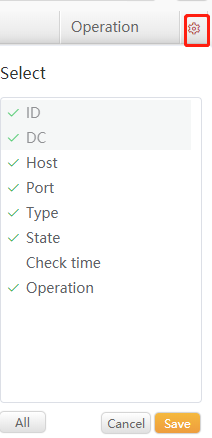 Operation
Select
ID
DC
Host
Port
Type
State
Check time
Operation
All
Cancel
Save